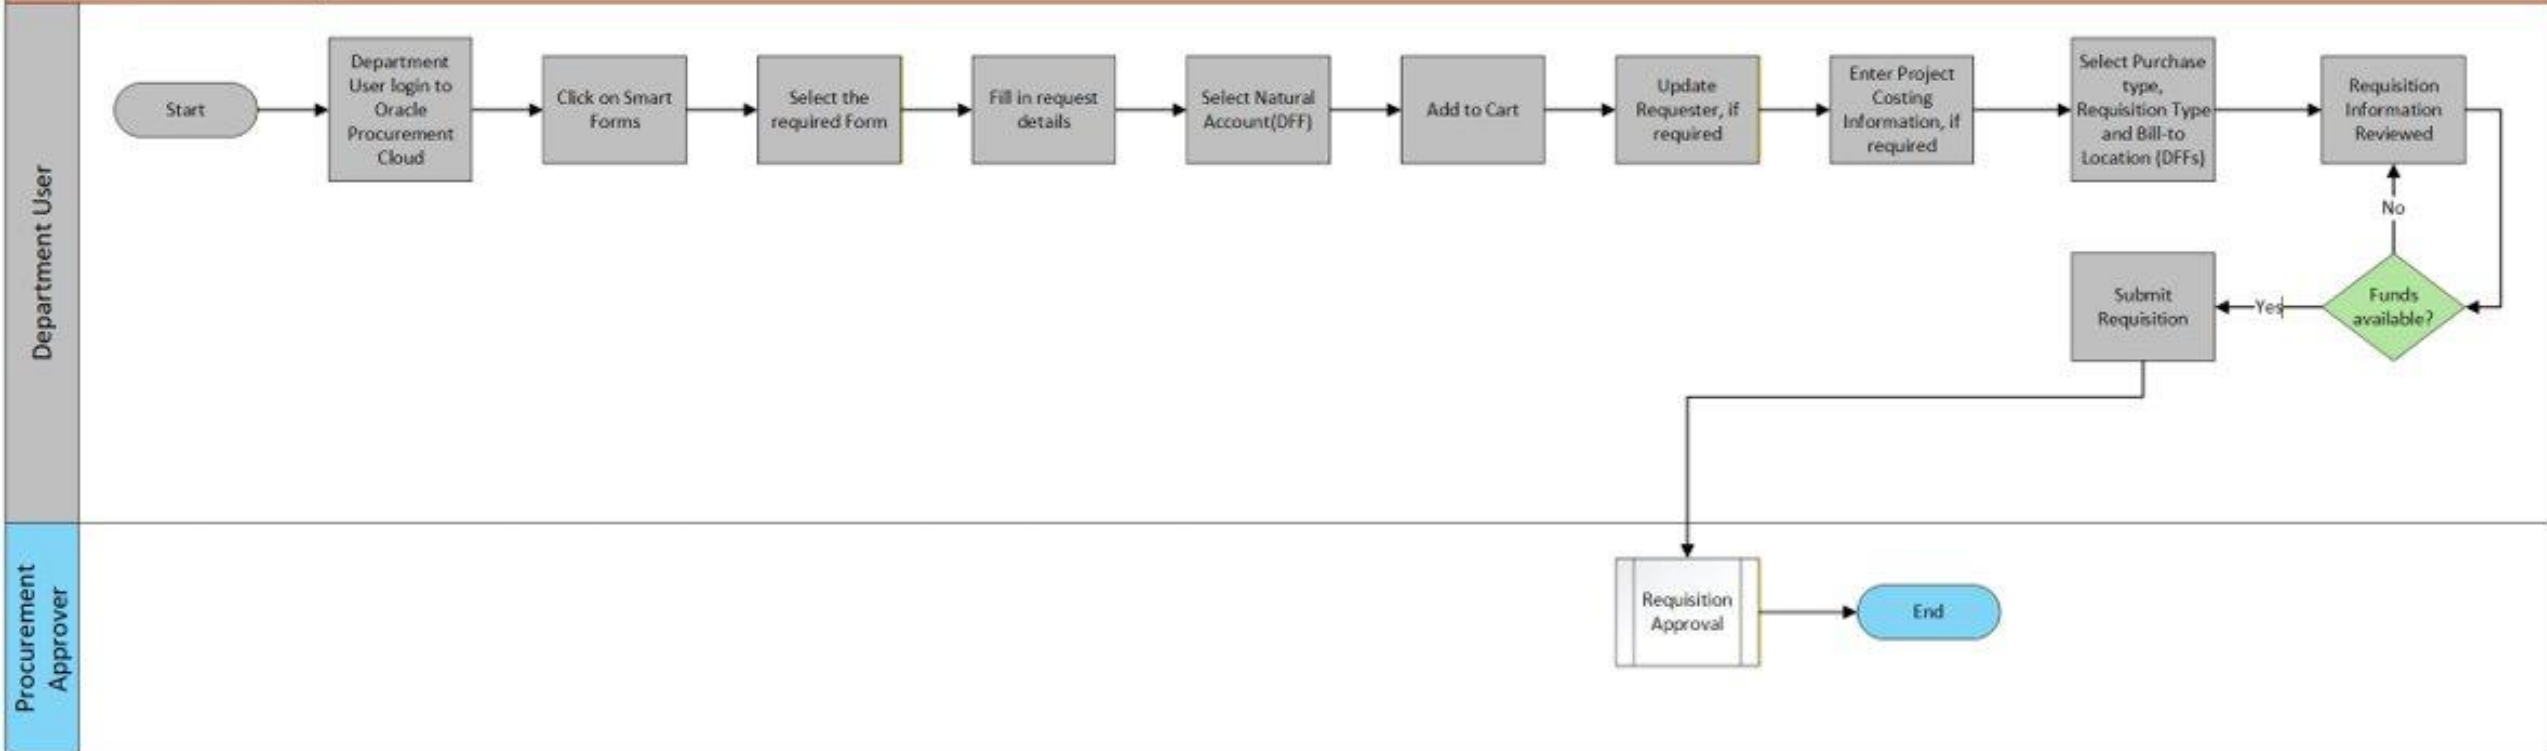 Department User
Start
Department
User login to
Oracle
Procurement
Cloud
Click on Smart
Forms
Select the
required Form
Fill in request
details
Select Natural
Account(DFF)
Add to Cart
Update
Requester, if
required
Enter Project
Costing
Information, if
required
Select Purchase
type,
Requisition Type
and Bill-to
Location (DFFs)
Requisition
Information
Reviewed
No
Funds
available?
Yes
Submit
Requisition
Procurement
Approver
Requisition
Approval
End